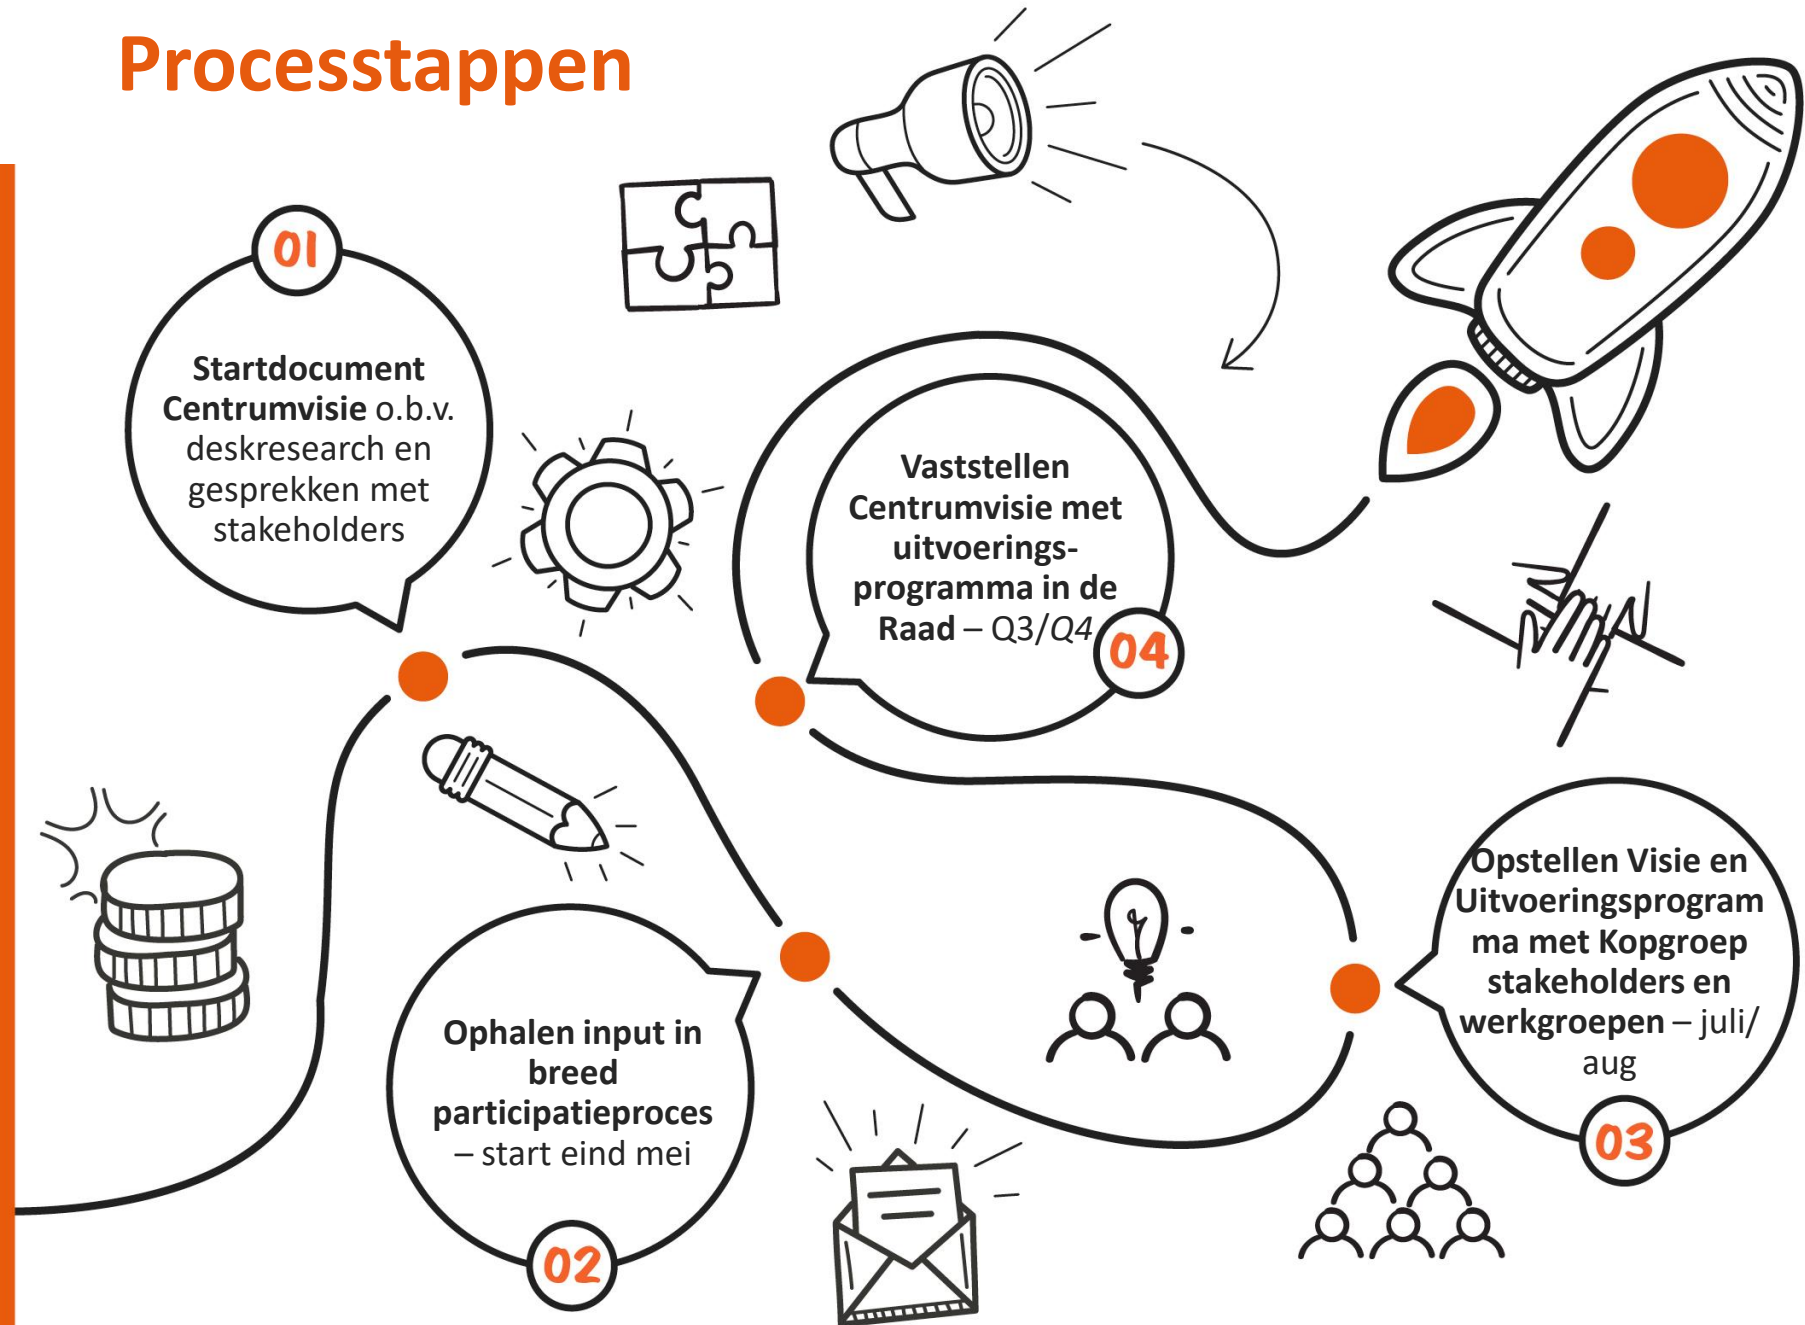 Processtappen
01
Startdocument
Centrumvisie o.b.v.
deskresearch en
gesprekken met
stakeholders
Ophalen input in
breed
participatieproces
– start eind mei
02
Opstellen Visie en
Uitvoeringsprogram
ma met Kopgroep
stakeholders en
werkgroepen – juli/
aug
03
Vaststellen
Centrumvisie met
uitvoerings-
programma in de
Raad – Q3/Q4
04